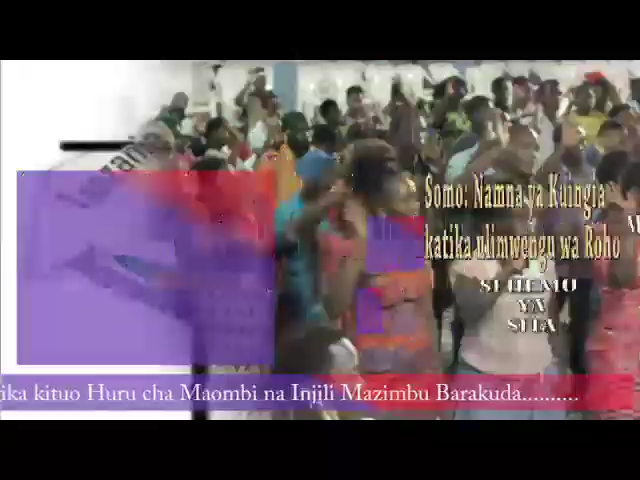 Somo: Namna ya Kuingia
katika ulimwengu wa Roho
SEHEMU
YA
SITA
ika kituo Huru cha Maombi na Injili Mazimbu Barakuda..........